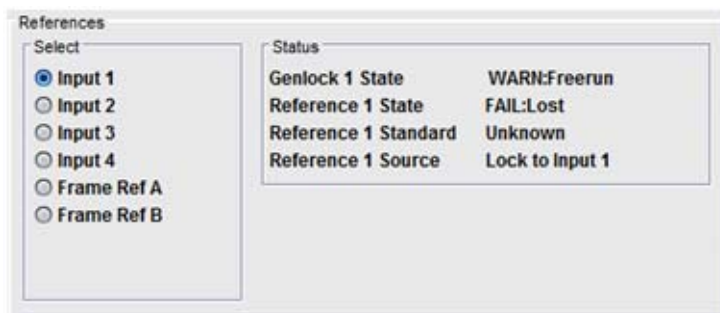 References
Select
Input 1
Input 2
Input 3
Input 4
Frame Ref A
Frame Ref B
Status
Genlock 1 State WARN:Freerun
Reference 1 State FAIL:Lost
Reference 1 Standard Unknown
Reference 1 Source Lock to Input 1